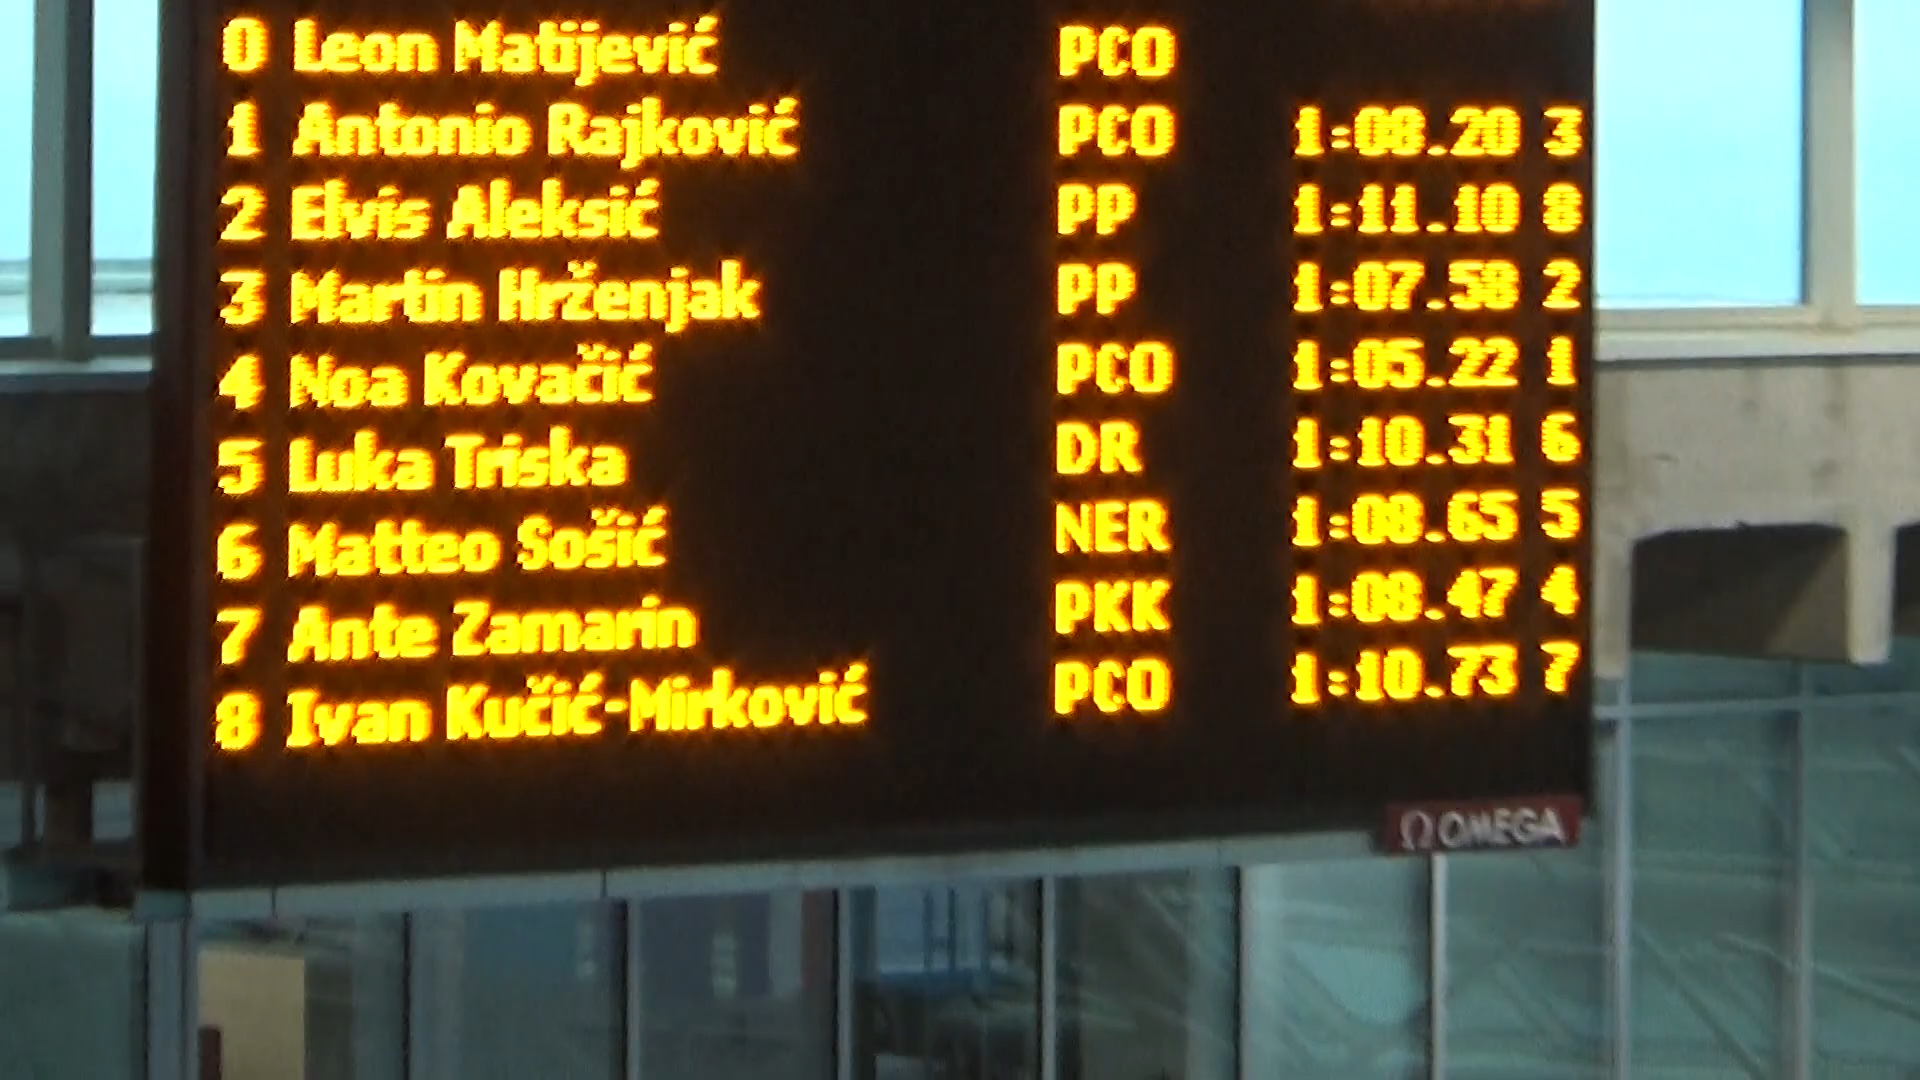 0 Leon Matijević PCO
1 Antonio Rajković PCO 1:08.20 3
2 Elvis Aleksić PP 1:11.10 8
3 Martin Hrženjak PP 1:07.58 2
4 Noa Kovačić PCO 1:05.22 1
5 Luka Triska DR 1:10.31 6
6 Matteo Sošić NER 1:08.65 5
7 Ante Zamarin PKK 1:08.47 4
8 Ivan Kučić-Mirković PCO 1:10.73 7
Ω OMEGA